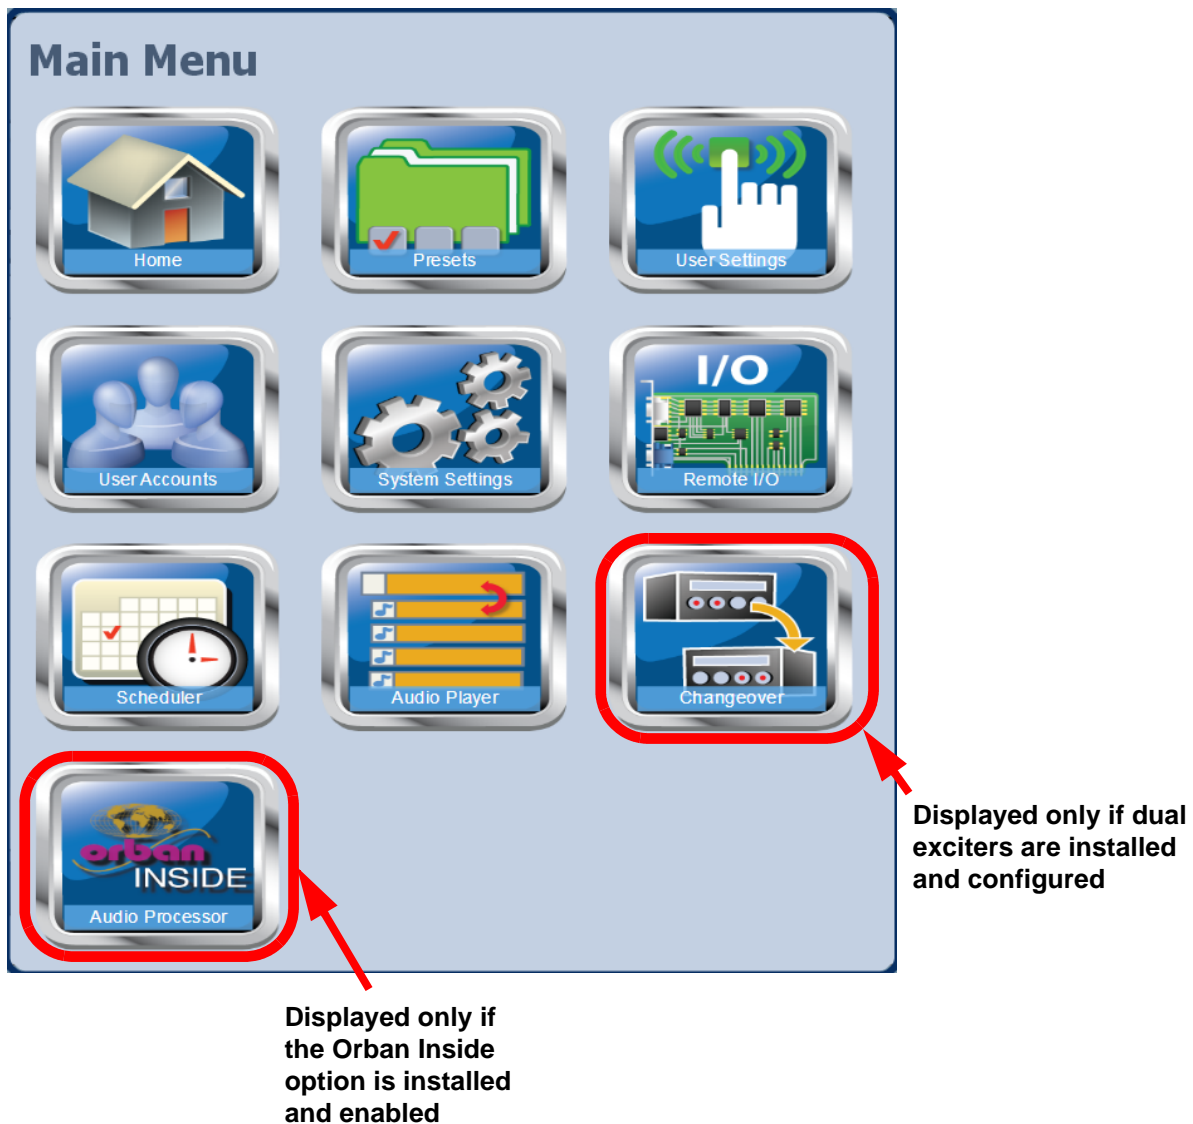 Main Menu
Home
Presets
User Settings
User Accounts
System Settings
I/O
Remote I/O
Scheduler
Audio Player
Changeover
orban
INSIDE
Audio Processor
Displayed only if dual
exciters are installed
and configured
Displayed only if
the Orban Inside
option is installed
and enabled